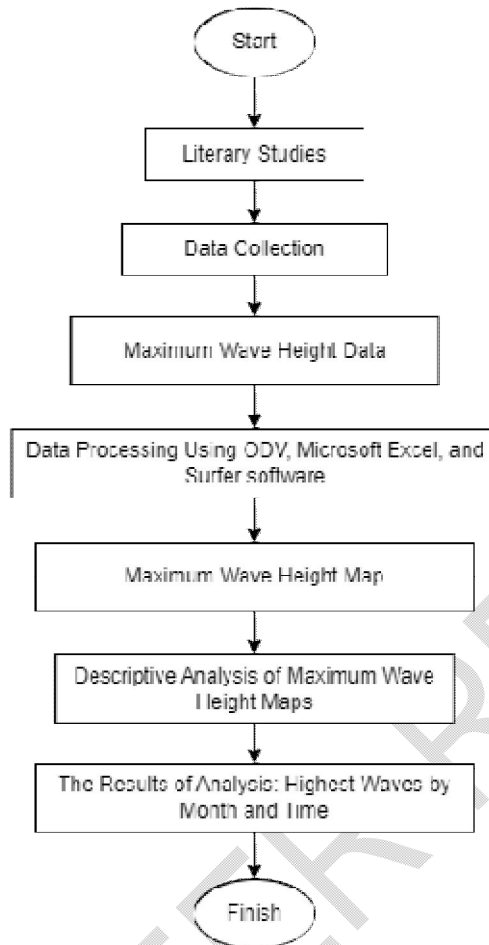 Start
Literary Studies
Data Collection
Maximum Wave Height Data
Data Processing Using ODV, Microsoft Excel, and
Surfer software
Maximum Wave Height Map
Descriptive Analysis of Maximum Wave
Height Maps
The Results of Analysis: Highest Waves by
Month and Time
Finish